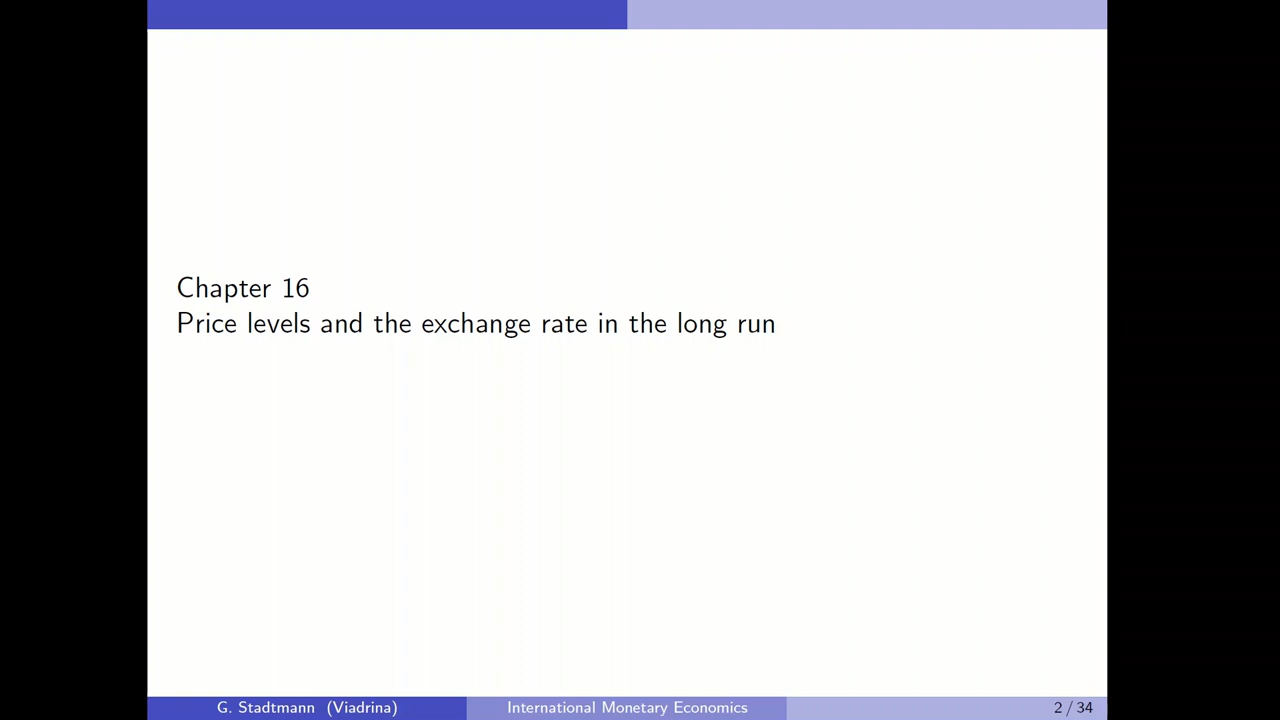 Chapter 16
Price levels and the exchange rate in the long run
G. Stadtmann (Viadrina)
International Monetary Economics
2 / 34